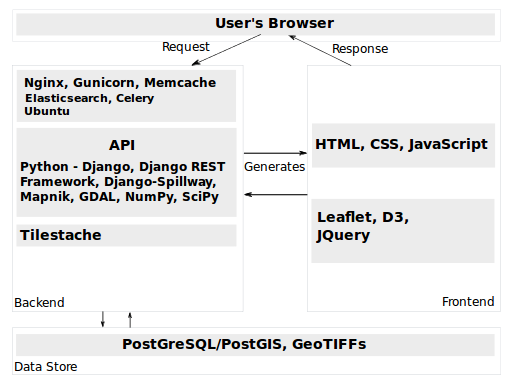 User's Browser
Request
Response
Nginx, Gunicorn, Memcache
Elasticsearch, Celery
Ubuntu
API
Python - Django, Django REST
Framework, Django-Spillway,
Mapnik, GDAL, NumPy, SciPy
Tilestache
Backend
Generates
HTML, CSS, JavaScript
Leaflet, D3,
JQuery
Frontend
PostGreSQL/PostGIS, GeoTIFFs
Data Store